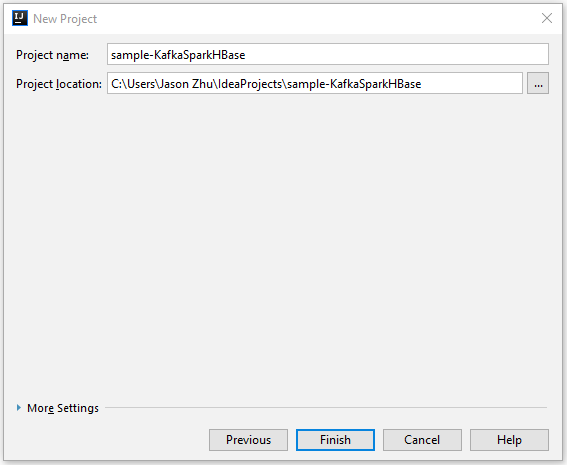 IJ
New Project
Project name: sample-KafkaSparkHBase
Project location: C:\Users\Jason Zhu\IdeaProjects\sample-KafkaSparkHBase ...
More Settings
Previous Finish Cancel Help